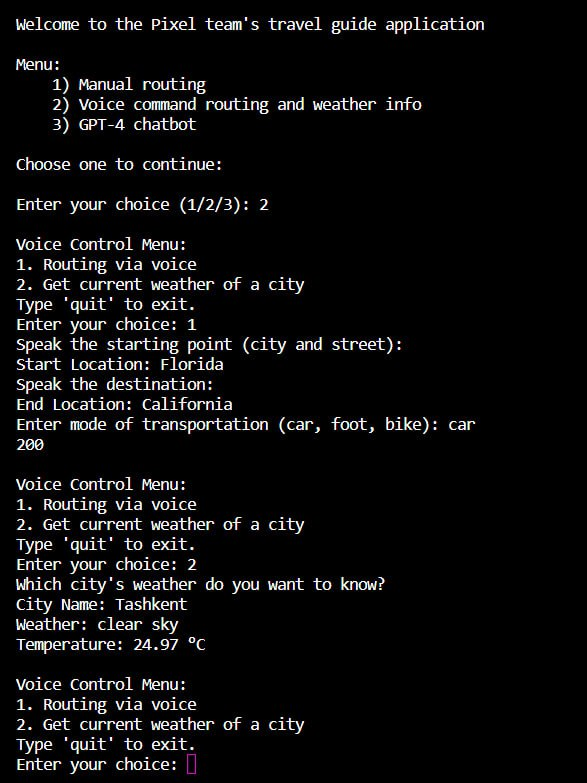 Welcome to the Pixel team's travel guide application
Menu:
1) Manual routing
2) Voice command routing and weather info
3) GPT-4 chatbot
Choose one to continue:
Enter your choice (1/2/3): 2
Voice Control Menu:
1. Routing via voice
2. Get current weather of a city
Type 'quit' to exit.
Enter your choice: 1
Speak the starting point (city and street):
Start Location: Florida
Speak the destination:
End Location: California
Enter mode of transportation (car, foot, bike): car
200
Voice Control Menu:
1. Routing via voice
2. Get current weather of a city
Type 'quit' to exit.
Enter your choice: 2
Which city's weather do you want to know?
City Name: Tashkent
Weather: clear sky
Temperature: 24.97 °C
Voice Control Menu:
1. Routing via voice
2. Get current weather of a city
Type 'quit' to exit.
Enter your choice: